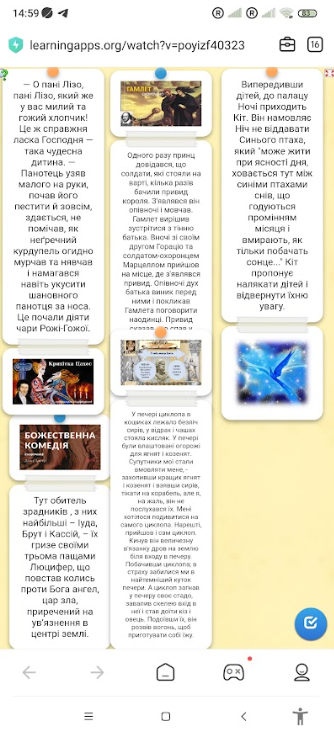 14:59
83
learningapps.org/watch?v=poyizf40323
16
— О пані Лізо,
пані Лізо, який же
у вас милий та
гожий хлопчик!
Це ж справжня
ласка Господня —
така чудесна
дитина. —
Панотець узяв
малого на руки,
почав його
пестити й зовсім,
здається, не
помічав, як
неґречний
курдупель огидно
мурчав та нявчав
і намагався
навіть укусити
шановного
панотця за носа.
Це почали діяти
чари Рожі-Гожої.
Крихітка Цахес
БОЖЕСТВЕННА
КОМЕДІЯ
Тут обитель
зрадників , з них
найбільші – Іуда,
Брут і Кассій, – їх
гризе своїми
трьома пащами
Люцифер, що
повстав колись
проти Бога ангел,
цар зла,
приречений на
ув'язнення в
центрі землі.
ГАМЛЕТ
Одного разу принц
довідався, що
солдати, які стояли на
варті, кілька разів
бачили привид
короля. З'являвся він
опівночі і мовчав.
Гамлет вирішив
зустрітися з тінню
батька. Вночі зі своїм
другом Гораціо та
солдатом-охоронцем
Марцеллом прийшов
на місце, де з'являвся
привид. Опівночі дух
батька виник перед
ними і покликав
Гамлета поговорити
наодинці. Привид
сказав, що спав у
У печері циклопа в
кошиках лежало безліч
сирів, у відрах і чашах
стояла кисляк. У печері
були влаштовані огорожі
для ягнят і козенят.
Супутники мої стали
вмовляти мене, -
захопивши кращих ягнят
і козенят і взявши сирів,
тікати на корабель, але я,
на жаль, він не
послухався їх. Мені
хотілося подивитися на
самого циклопа. Нарешті,
прийшов і сам циклоп.
Кинув він величезну
в'язанку дров на землю
біля входу в печеру.
Побачивши циклопа, в
страху забилися ми в
найтемніший куток
печери. А циклоп загнав
у печеру своє стадо,
завалив скелею вхід в
неї і став доїти кіз і
овець. Подоївши їх, він
розвів вогонь, щоб
приготувати собі їжу.
Випередивши
дітей, до палацу
Ночі приходить
Кіт. Він намовляє
Ніч не віддавати
Синього птаха,
який "може жити
при ясності дня,
ховається тут між
синіми птахами
снів, що
годуються
промінням
місяця і
вмирають, як
тільки побачать
сонце..." Кіт
пропонує
налякати дітей і
відвернути їхню
увагу.